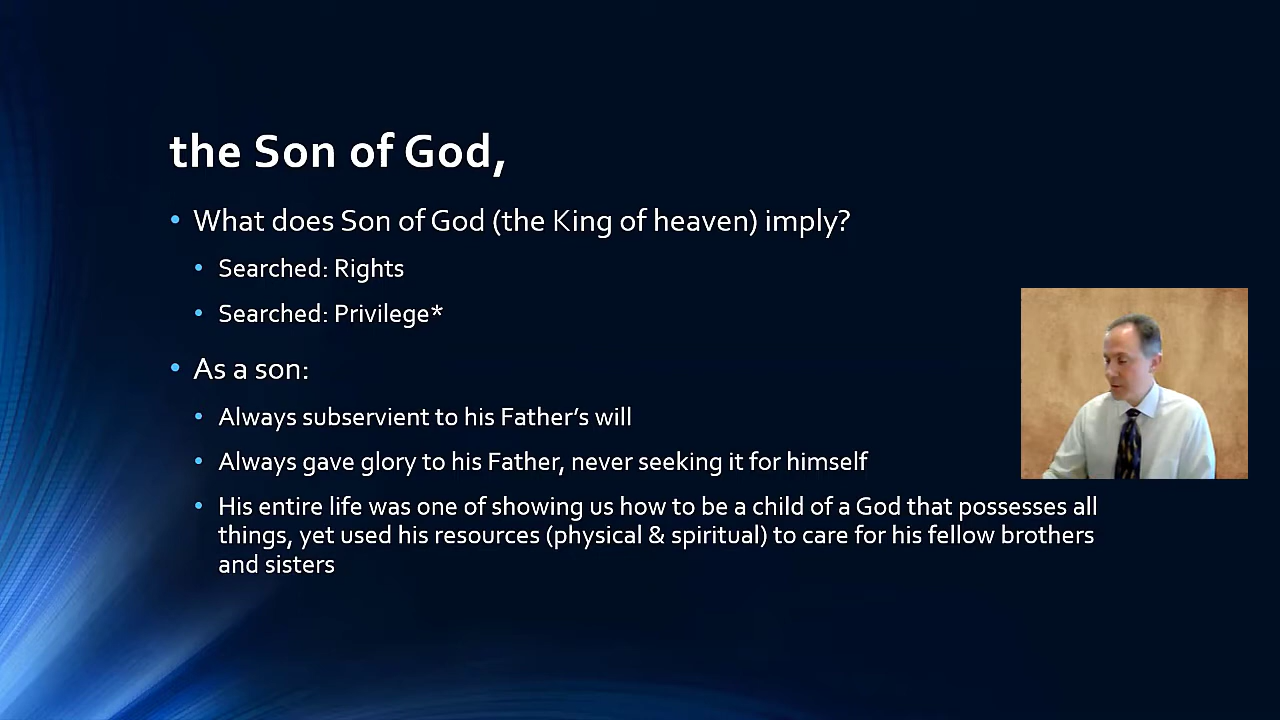 the Son of God,
• What does Son of God (the King of heaven) imply?
• Searched: Rights
• Searched: Privilege*
• As a son:
• Always subservient to his Father’s will
• Always gave glory to his Father, never seeking it for himself
• His entire life was one of showing us how to be a child of a God that possesses all
things, yet used his resources (physical & spiritual) to care for his fellow brothers
and sisters